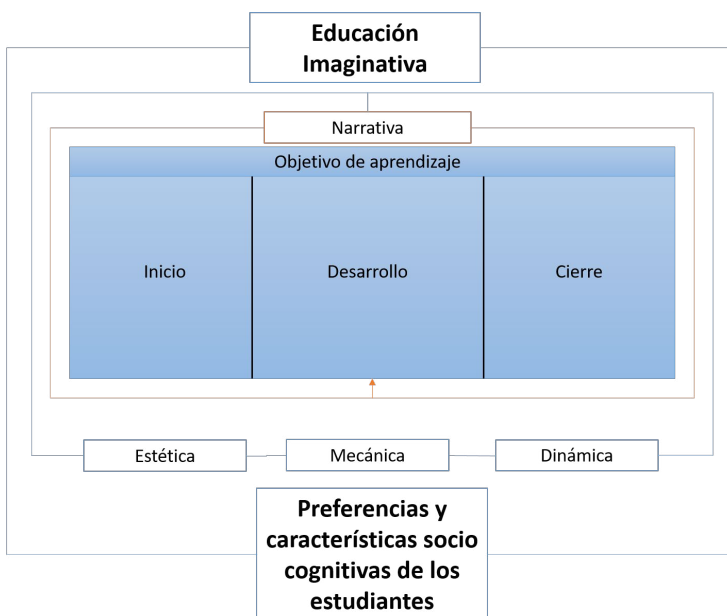 Educación
Imaginativa
Narrativa
Objetivo de aprendizaje
Inicio
Desarrollo
Cierre
Estética
Mecánica
Dinámica
Preferencias y
características socio
cognitivas de los
estudiantes